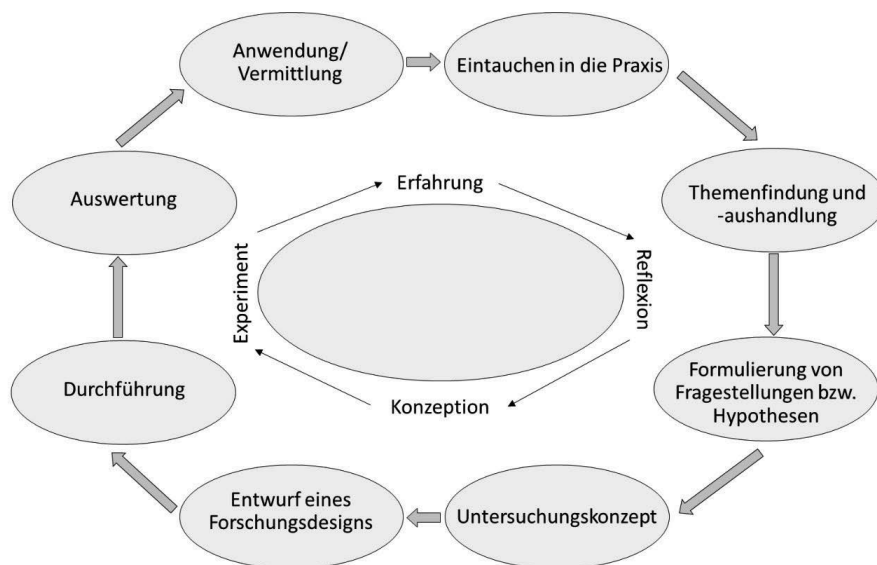 Anwendung/
Vermittlung
Eintauchen in die Praxis
Themenfindung und
-aushandlung
Formulierung von
Fragestellungen bzw.
Hypothesen
Untersuchungskonzept
Entwurf eines
Forschungsdesigns
Durchführung
Auswertung
Erfahrung
Reflexion
Konzeption
Experiment